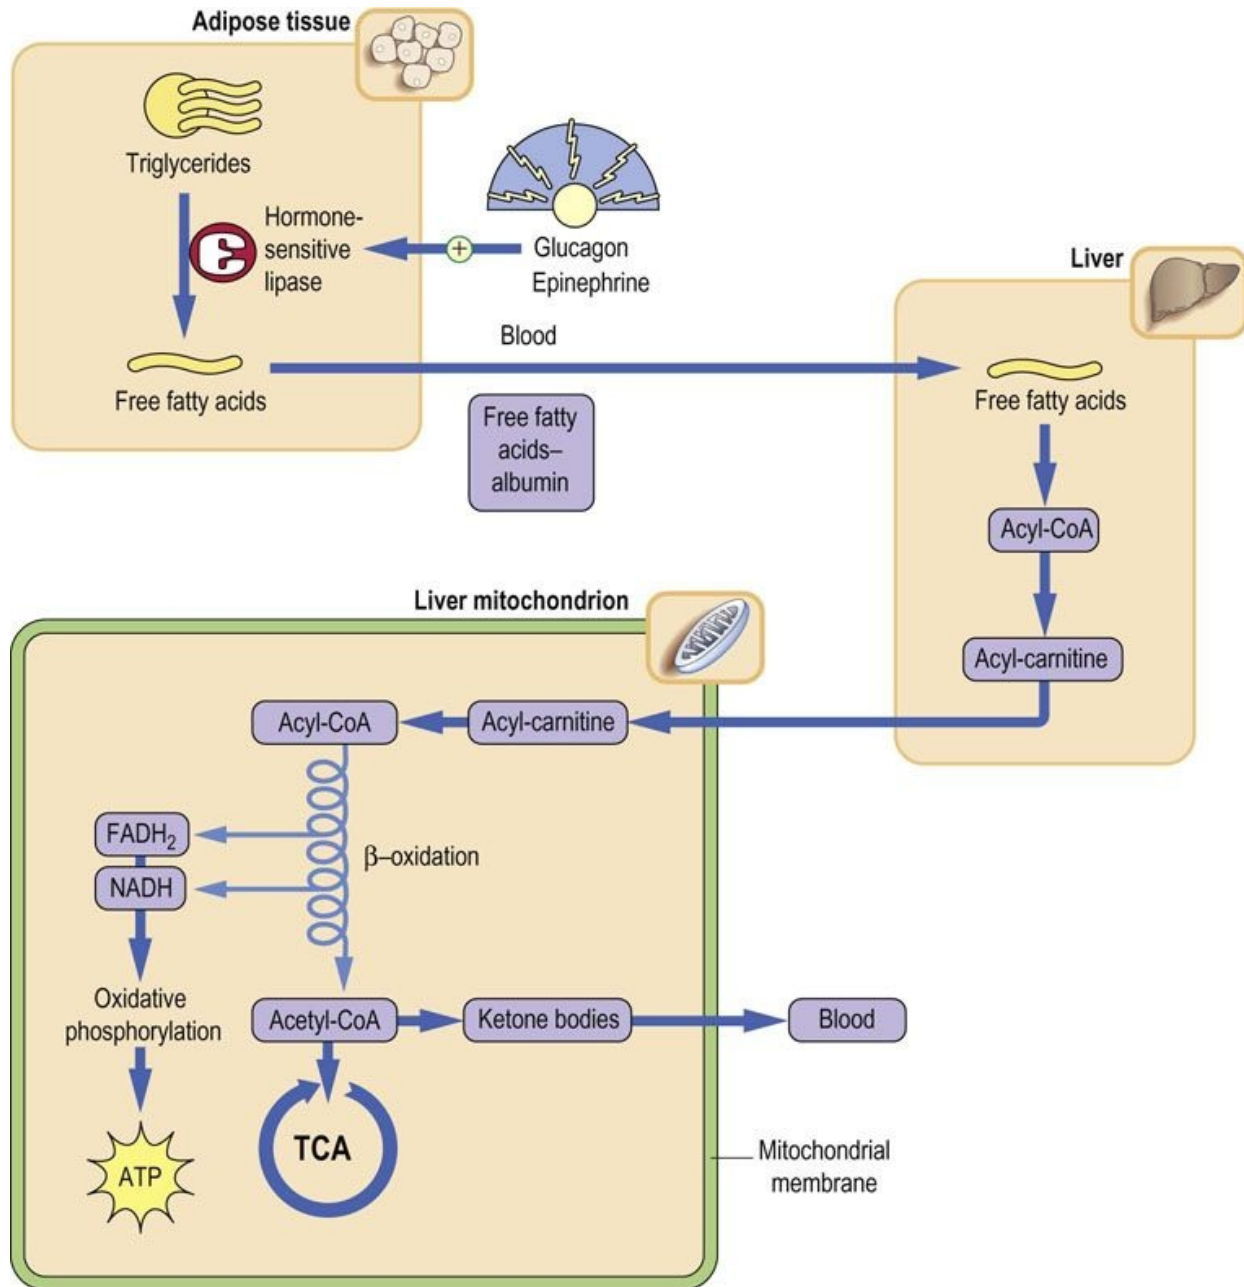 Adipose tissue
Triglycerides
Hormone-
sensitive
lipase
+
Glucagon
Epinephrine
Free fatty acids
Blood
Free fatty
acids–
albumin
Liver
Free fatty acids
Acyl-CoA
Acyl-carnitine
Liver mitochondrion
Acyl-CoA
Acyl-carnitine
FADH₂
NADH
β–oxidation
Oxidative
phosphorylation
Acetyl-CoA
Ketone bodies
Blood
ATP
TCA
Mitochondrial
membrane